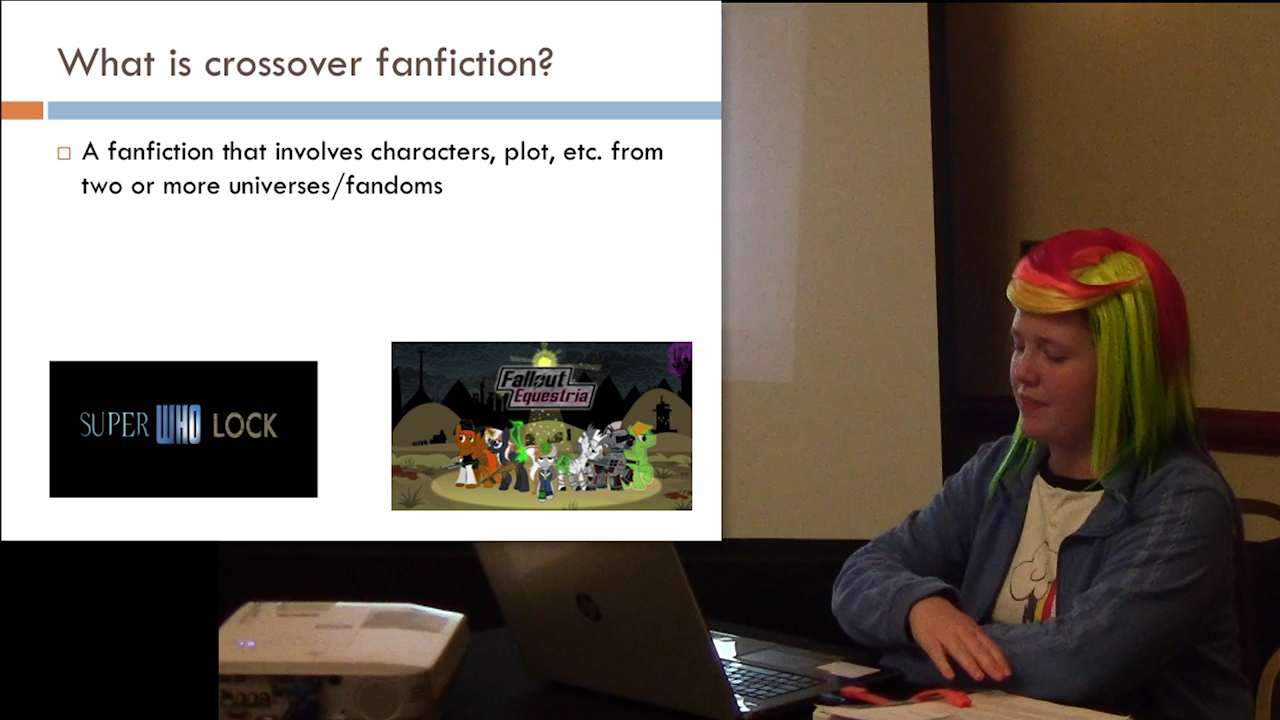 What is crossover fanfiction?
A fanfiction that involves characters, plot, etc. from
two or more universes/fandoms
SUPER WHO LOCK
Fallout
Equestria